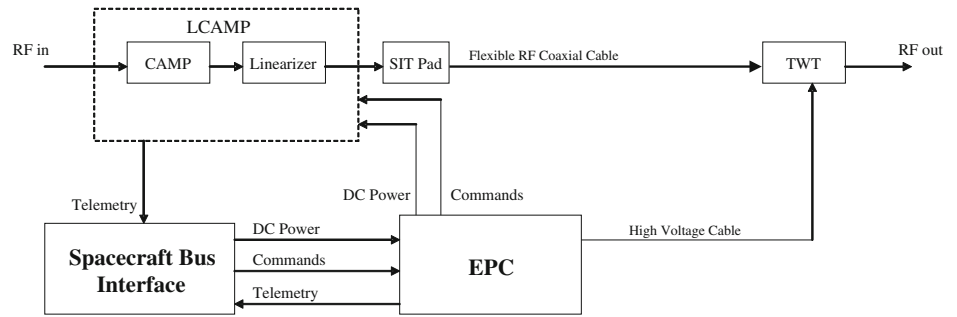 LCAMP
RF in
CAMP
Linearizer
SIT Pad
Flexible RF Coaxial Cable
TWT
RF out
DC Power
Commands
Telemetry
Spacecraft Bus
Interface
DC Power
Commands
Telemetry
EPC
High Voltage Cable